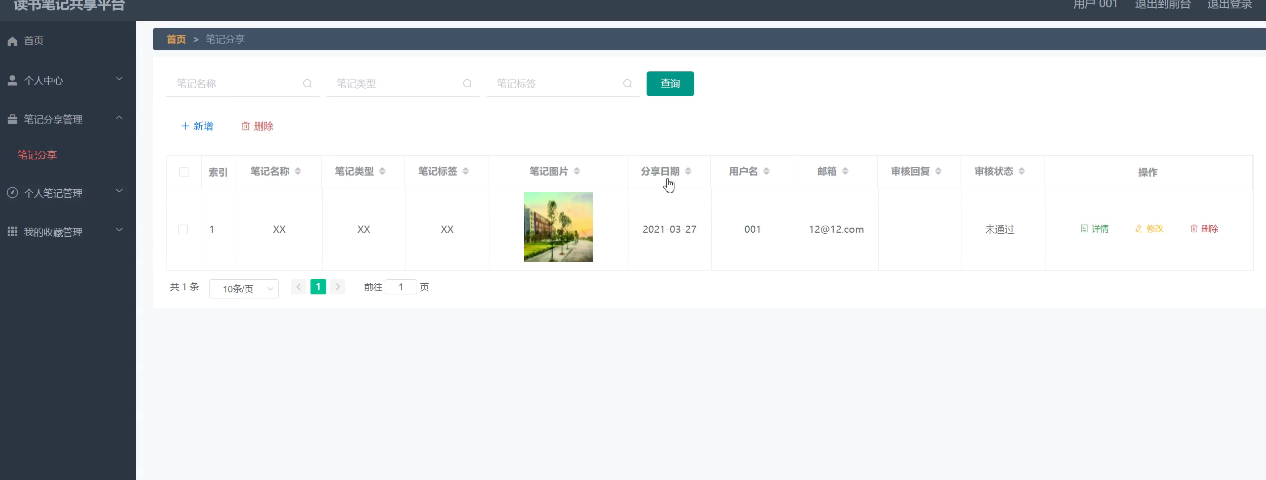 读书笔记共享平台
用户 001 退出到前台 退出登录
首页
个人中心
笔记分享管理
笔记分享
个人笔记管理
我的收藏管理
首页 > 笔记分享
笔记名称 笔记类型 笔记标签 查询
+ 新增 删除
索引 笔记名称 笔记类型 笔记标签 笔记图片 分享日期 用户名 邮箱 审核回复 审核状态 操作
1 XX XX XX 2021-03-27 001 12@12.com 未通过 详情 修改 删除
共 1 条 10条/页 < 1 > 前往 1 页